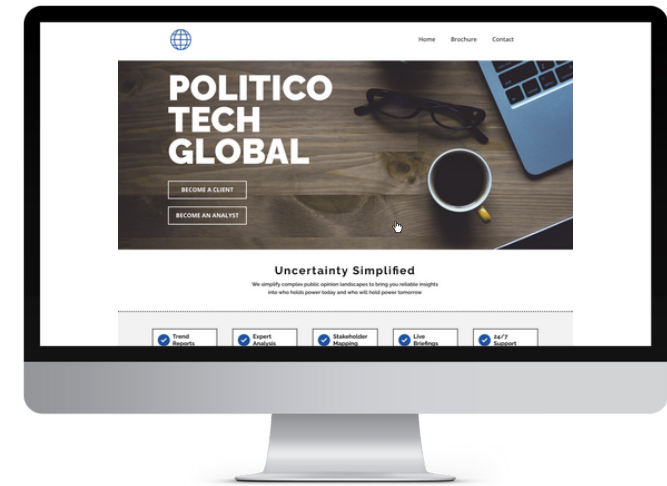 Home Brochure Contact
POLITICO
TECH
GLOBAL
BECOME A CLIENT
BECOME AN ANALYST
Uncertainty Simplified
We simplify complex public opinion landscapes to bring you reliable insights
into who holds power today and who will hold power tomorrow
Trend
Reports
Expert
Analysis
Stakeholder
Mapping
Live
Briefings
24/7
Support